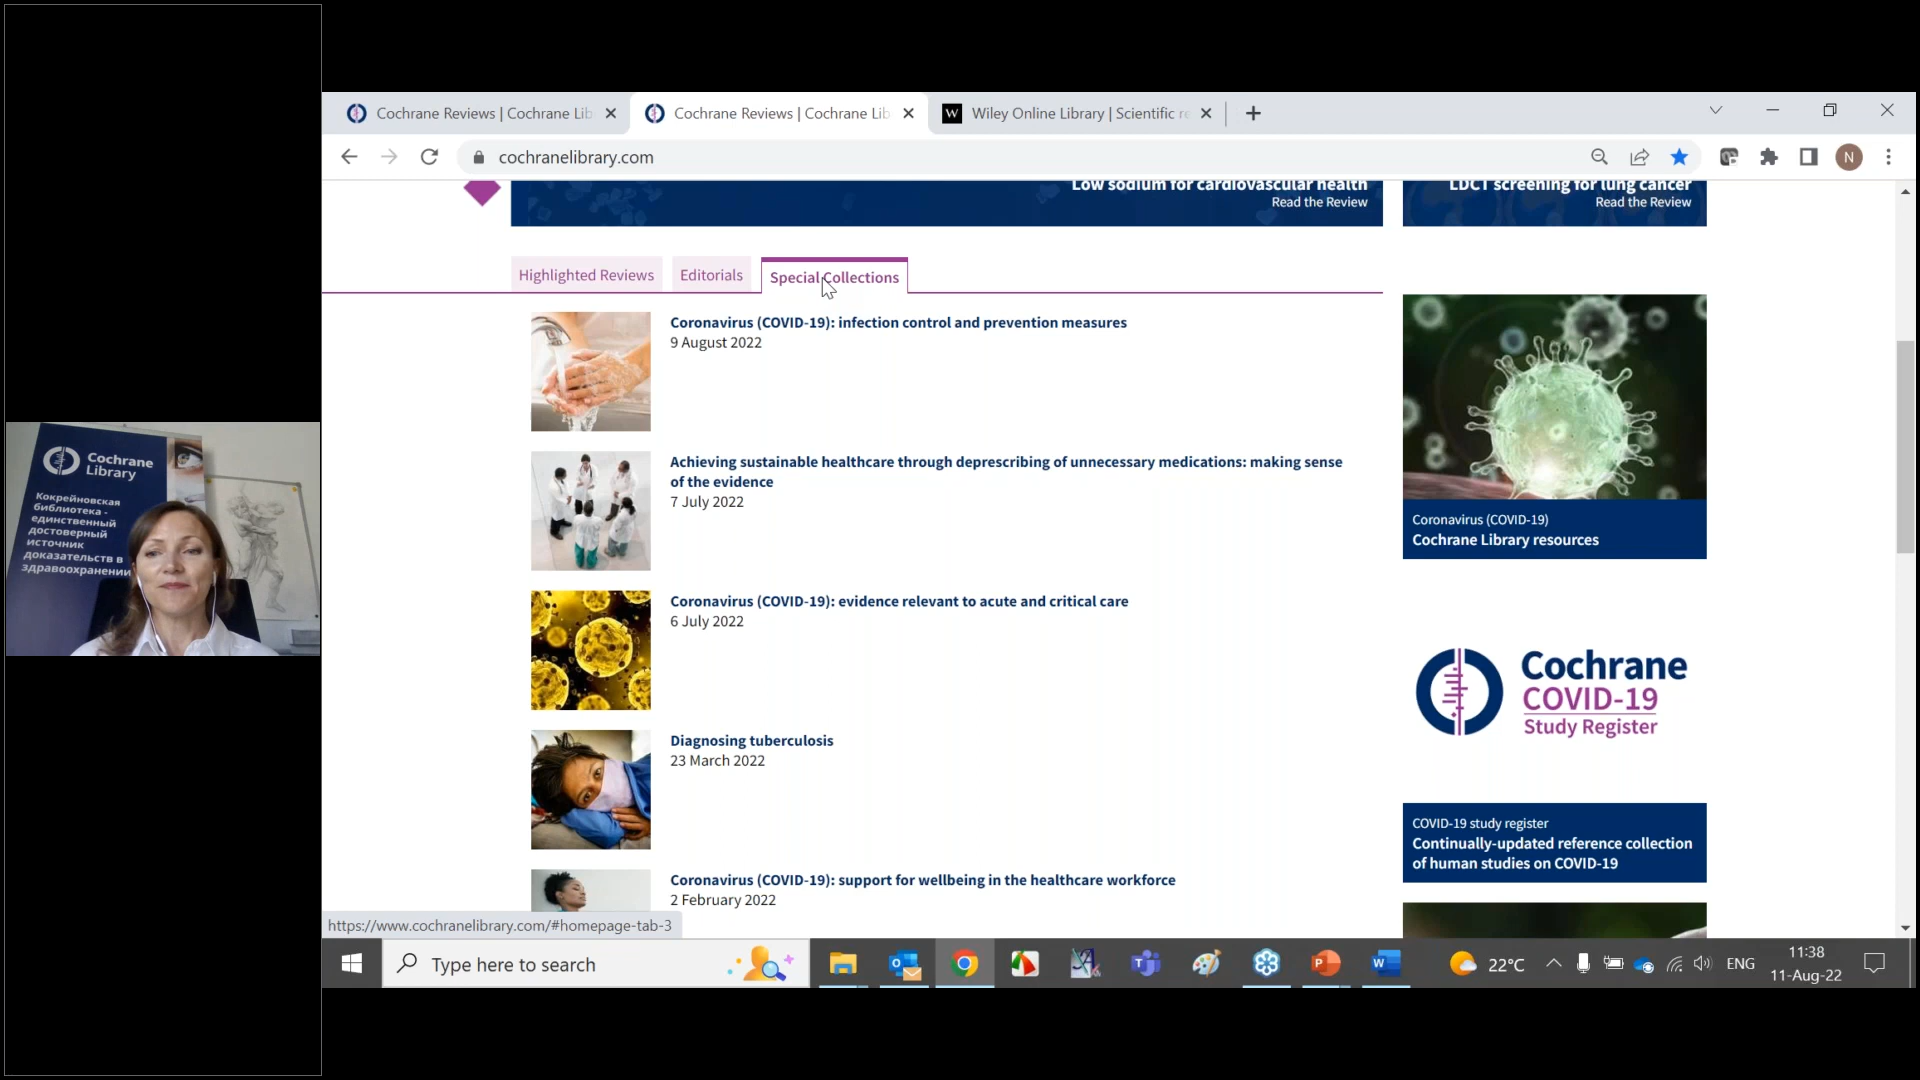 Cochrane
Library
Кокрейновская
библиотека -
единственный
достоверный
источник
доказательств в
здравоохранении
Cochrane Reviews | Cochrane Lib
Cochrane Reviews | Cochrane Lib
Wiley Online Library | Scientific re
cochranelibrary.com
N
Low sodium for cardiovascular health
Read the Review
LDCT screening for lung cancer
Read the Review
Highlighted Reviews
Editorials
Special Collections
Coronavirus (COVID-19): infection control and prevention measures
9 August 2022
Achieving sustainable healthcare through deprescribing of unnecessary medications: making sense
of the evidence
7 July 2022
Coronavirus (COVID-19): evidence relevant to acute and critical care
6 July 2022
Diagnosing tuberculosis
23 March 2022
Coronavirus (COVID-19): support for wellbeing in the healthcare workforce
2 February 2022
Coronavirus (COVID-19)
Cochrane Library resources
Cochrane
COVID-19
Study Register
COVID-19 study register
Continually-updated reference collection
of human studies on COVID-19
https://www.cochranelibrary.com/#homepage-tab-3
Type here to search
22°C
ENG
11:38
11-Aug-22